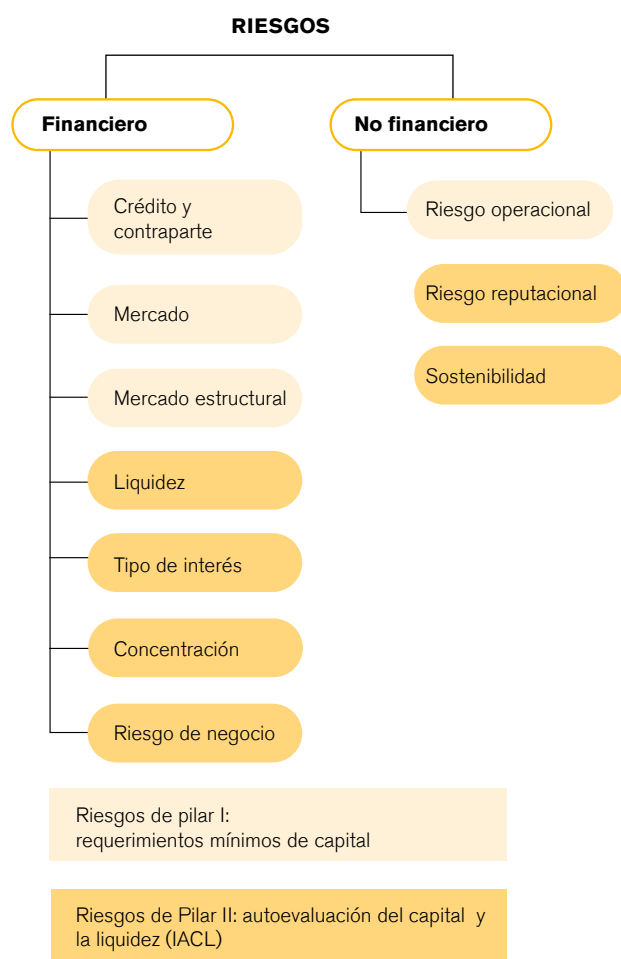 RIESGOS
Financiero
Crédito y
contraparte
Mercado
Mercado estructural
Liquidez
Tipo de interés
Concentración
Riesgo de negocio
No financiero
Riesgo operacional
Riesgo reputacional
Sostenibilidad
Riesgos de pilar I:
requerimientos mínimos de capital
Riesgos de Pilar II: autoevaluación del capital y
la liquidez (IACL)